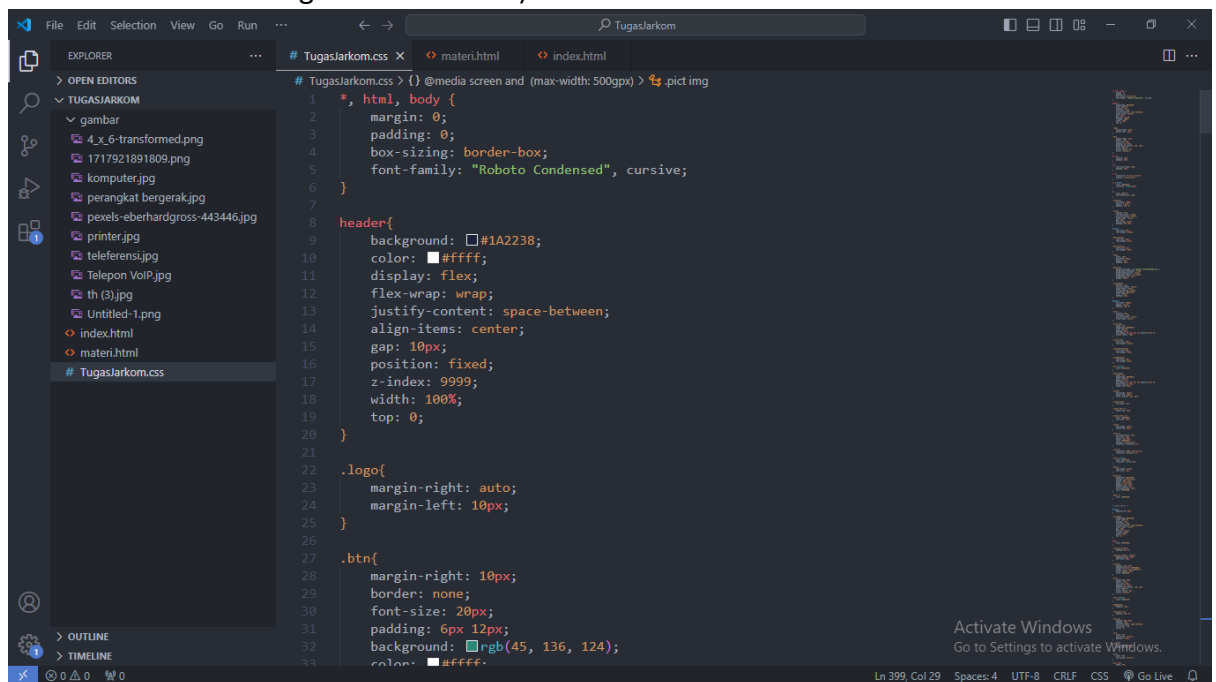 File Edit Selection View Go Run ··· TugasJarkom
EXPLORER ···
# TugasJarkom.css materi.html index.html
OPEN EDITORS
TUGASJARKOM
gambar
4_x_6-transformed.png
1717921891809.png
komputer.jpg
perangkat bergerak.jpg
pexels-eberhardgross-443446.jpg
printer.jpg
teleferensi.jpg
Telepon VoIP.jpg
th (3).jpg
Untitled-1.png
index.html
materi.html
# TugasJarkom.css
OUTLINE
TIMELINE
1
1
# TugasJarkom.css > {} @media screen and (max-width: 500gpx) > .pict img
1 *, html, body {
2 margin: 0;
3 padding: 0;
4 box-sizing: border-box;
5 font-family: "Roboto Condensed", cursive;
6 }
7
8 header{
9 background: #1A2238;
10 color: #ffff;
11 display: flex;
12 flex-wrap: wrap;
13 justify-content: space-between;
14 align-items: center;
15 gap: 10px;
16 position: fixed;
17 z-index: 9999;
18 width: 100%;
19 top: 0;
20 }
21
22 .logo{
23 margin-right: auto;
24 margin-left: 10px;
25 }
26
27 .btn{
28 margin-right: 10px;
29 border: none;
30 font-size: 20px;
31 padding: 6px 12px;
32 background: rgb(45, 136, 124);
33 color: #ffff;
Activate Windows
Go to Settings to activate Windows.
0 0 0 Ln 399, Col 29 Spaces: 4 UTF-8 CRLF CSS Go Live